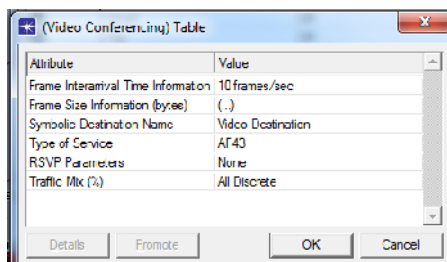 (Video Conferencing) Table
Attribute Value
Frame Interarrival Time Information 10 frames/sec
Frame Size Information (bytes) (...)
Symbolic Destination Name Video Destination
Type of Service AF43
RSVP Parameters None
Traffic Mix (%) All Discrete
Details Promote OK Cancel